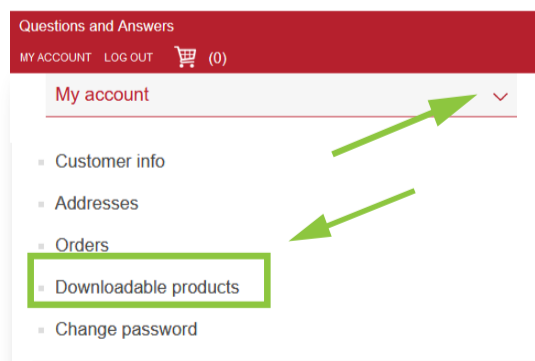 Questions and Answers
MY ACCOUNT LOG OUT (0)
My account
Customer info
Addresses
Orders
Downloadable products
Change password